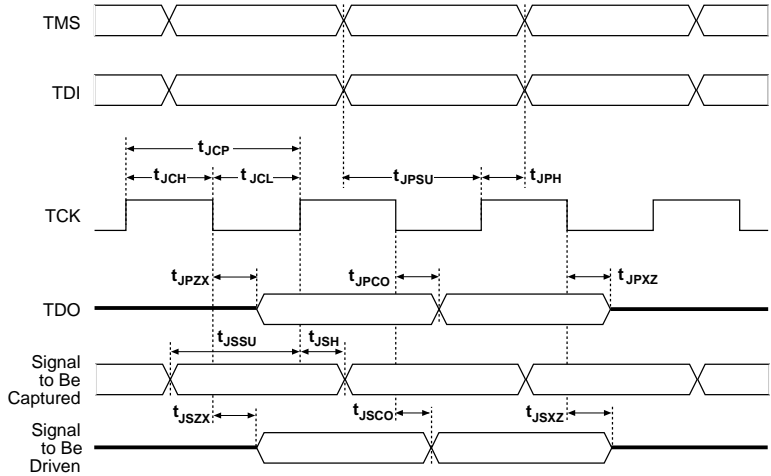 TMS
TDI
tJCP
tJCH tJCL tJPSU tJPH
TCK
tJPZX tJPCO tJPXZ
TDO
tJSSU tJSH
Signal
to Be
Captured
tJSZX tJSCO tJSXZ
Signal
to Be
Driven